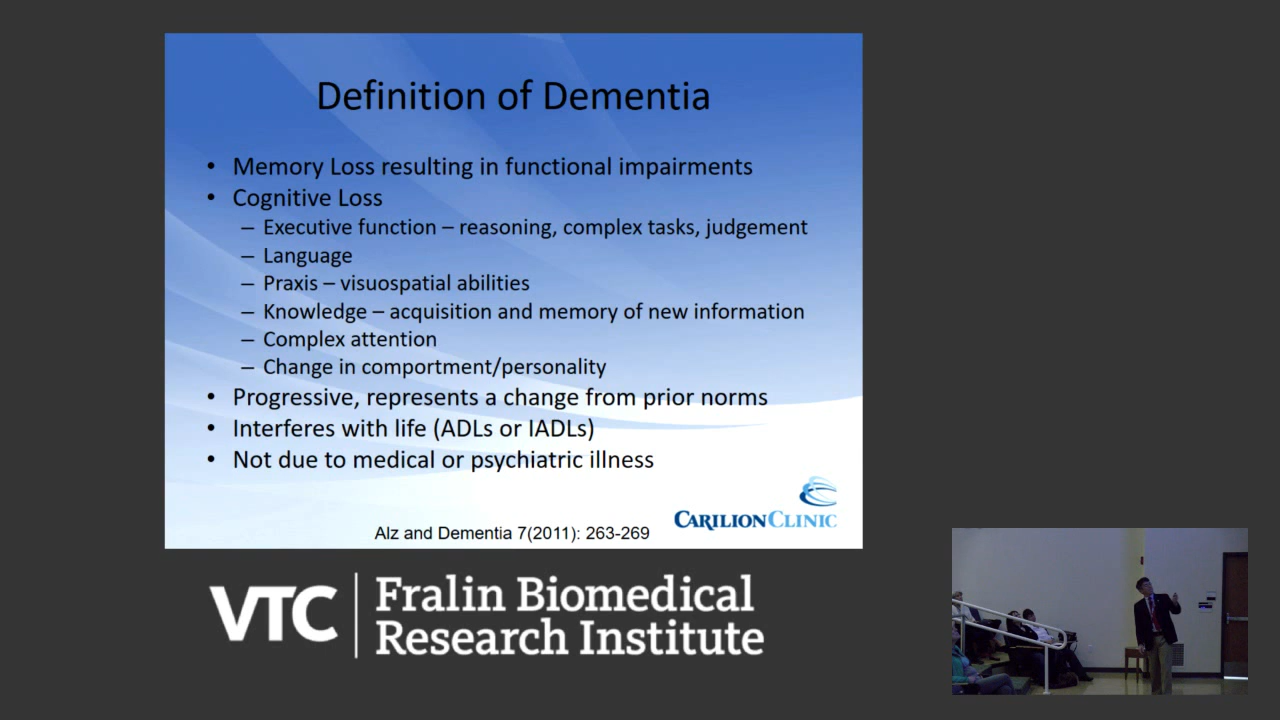 Definition of Dementia
• Memory Loss resulting in functional impairments
• Cognitive Loss
– Executive function – reasoning, complex tasks, judgement
– Language
– Praxis – visuospatial abilities
– Knowledge – acquisition and memory of new information
– Complex attention
– Change in comportment/personality
• Progressive, represents a change from prior norms
• Interferes with life (ADLs or IADLs)
• Not due to medical or psychiatric illness
CARILION CLINIC
Alz and Dementia 7(2011): 263-269
VTC
Fralin Biomedical
Research Institute